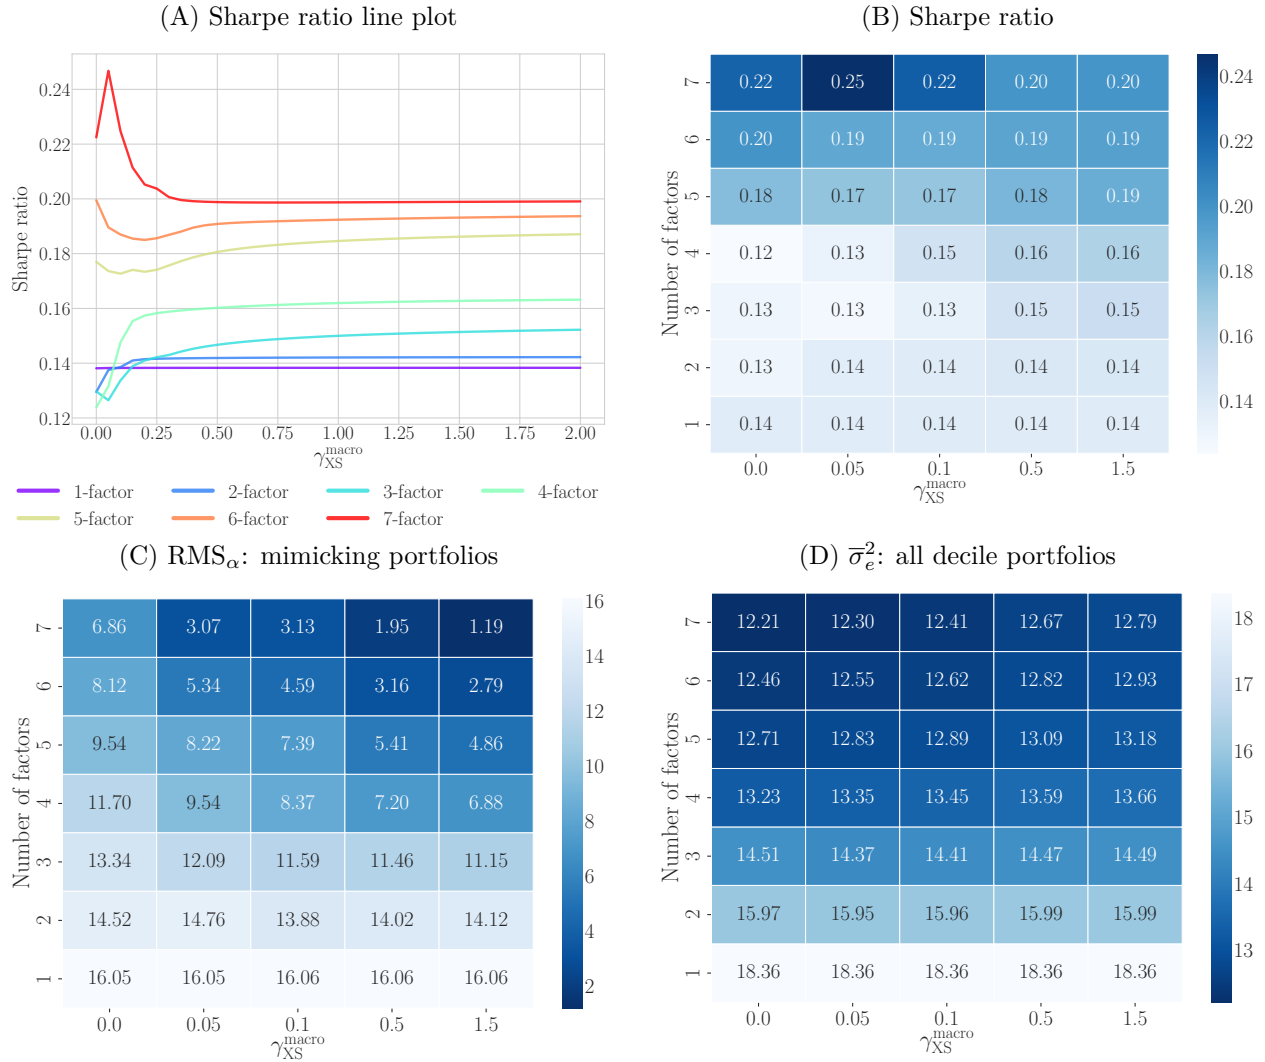 (A) Sharpe ratio line plot
Sharpe ratio
0.24
0.22
0.20
0.18
0.16
0.14
0.12
0.00 0.25 0.50 0.75 1.00 1.25 1.50 1.75 2.00
γ_XS^macro
1-factor 2-factor 3-factor 4-factor
5-factor 6-factor 7-factor
(B) Sharpe ratio
Number of factors
7 0.22 0.25 0.22 0.20 0.20
6 0.20 0.19 0.19 0.19 0.19
5 0.18 0.17 0.17 0.18 0.19
4 0.12 0.13 0.15 0.16 0.16
3 0.13 0.13 0.13 0.15 0.15
2 0.13 0.14 0.14 0.14 0.14
1 0.14 0.14 0.14 0.14 0.14
0.0 0.05 0.1 0.5 1.5
γ_XS^macro
0.24
0.22
0.20
0.18
0.16
0.14
(C) RMS_α: mimicking portfolios
Number of factors
7 6.86 3.07 3.13 1.95 1.19
6 8.12 5.34 4.59 3.16 2.79
5 9.54 8.22 7.39 5.41 4.86
4 11.70 9.54 8.37 7.20 6.88
3 13.34 12.09 11.59 11.46 11.15
2 14.52 14.76 13.88 14.02 14.12
1 16.05 16.05 16.06 16.06 16.06
0.0 0.05 0.1 0.5 1.5
γ_XS^macro
16
14
12
10
8
6
4
2
(D) σ̅_e^2: all decile portfolios
Number of factors
7 12.21 12.30 12.41 12.67 12.79
6 12.46 12.55 12.62 12.82 12.93
5 12.71 12.83 12.89 13.09 13.18
4 13.23 13.35 13.45 13.59 13.66
3 14.51 14.37 14.41 14.47 14.49
2 15.97 15.95 15.96 15.99 15.99
1 18.36 18.36 18.36 18.36 18.36
0.0 0.05 0.1 0.5 1.5
γ_XS^macro
18
17
16
15
14
13